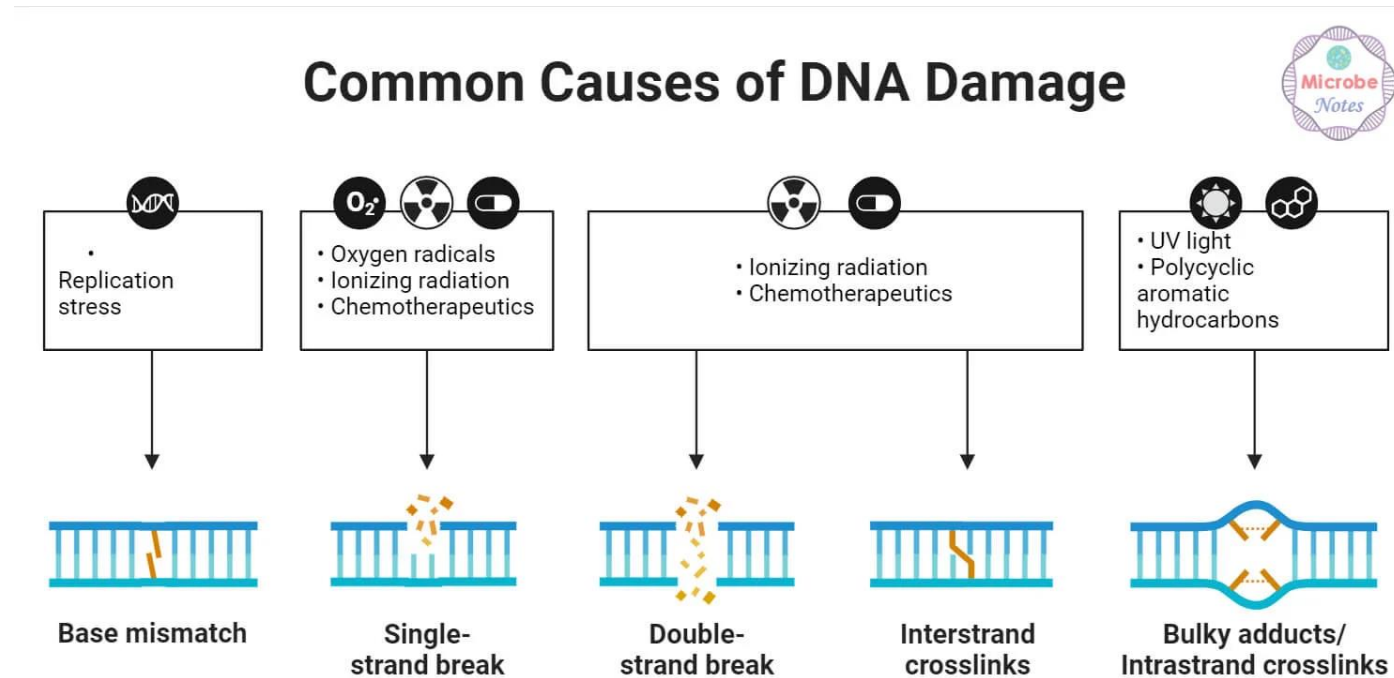 Common Causes of DNA Damage
Microbe
Notes
•
Replication
stress
O₂•
• Oxygen radicals
• Ionizing radiation
• Chemotherapeutics
• Ionizing radiation
• Chemotherapeutics
• UV light
• Polycyclic
aromatic
hydrocarbons
Base mismatch
Single-
strand break
Double-
strand break
Interstrand
crosslinks
Bulky adducts/
Intrastrand crosslinks